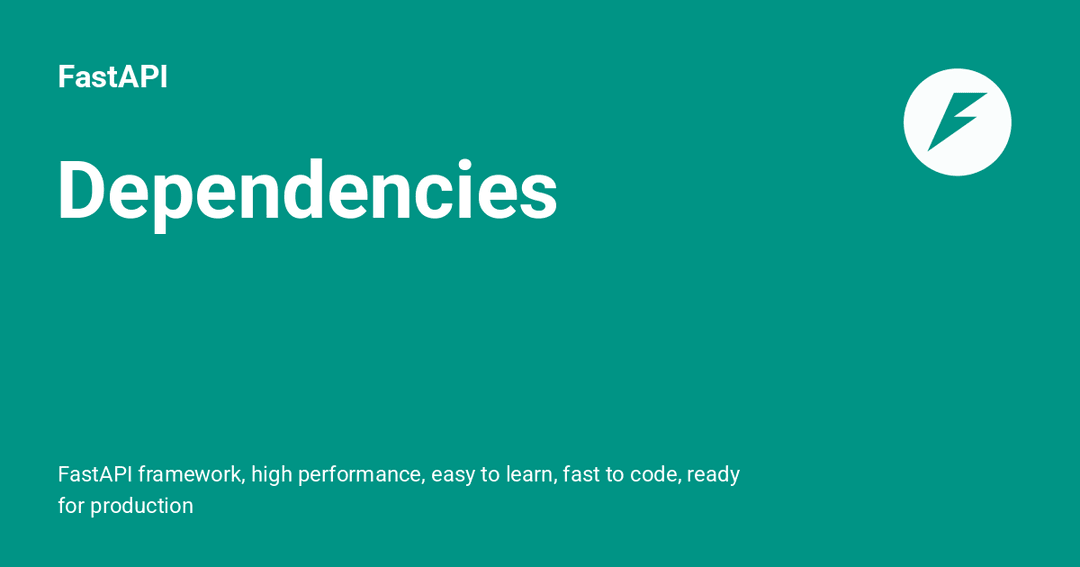 FastAPI
Dependencies
FastAPI framework, high performance, easy to learn, fast to code, ready
for production